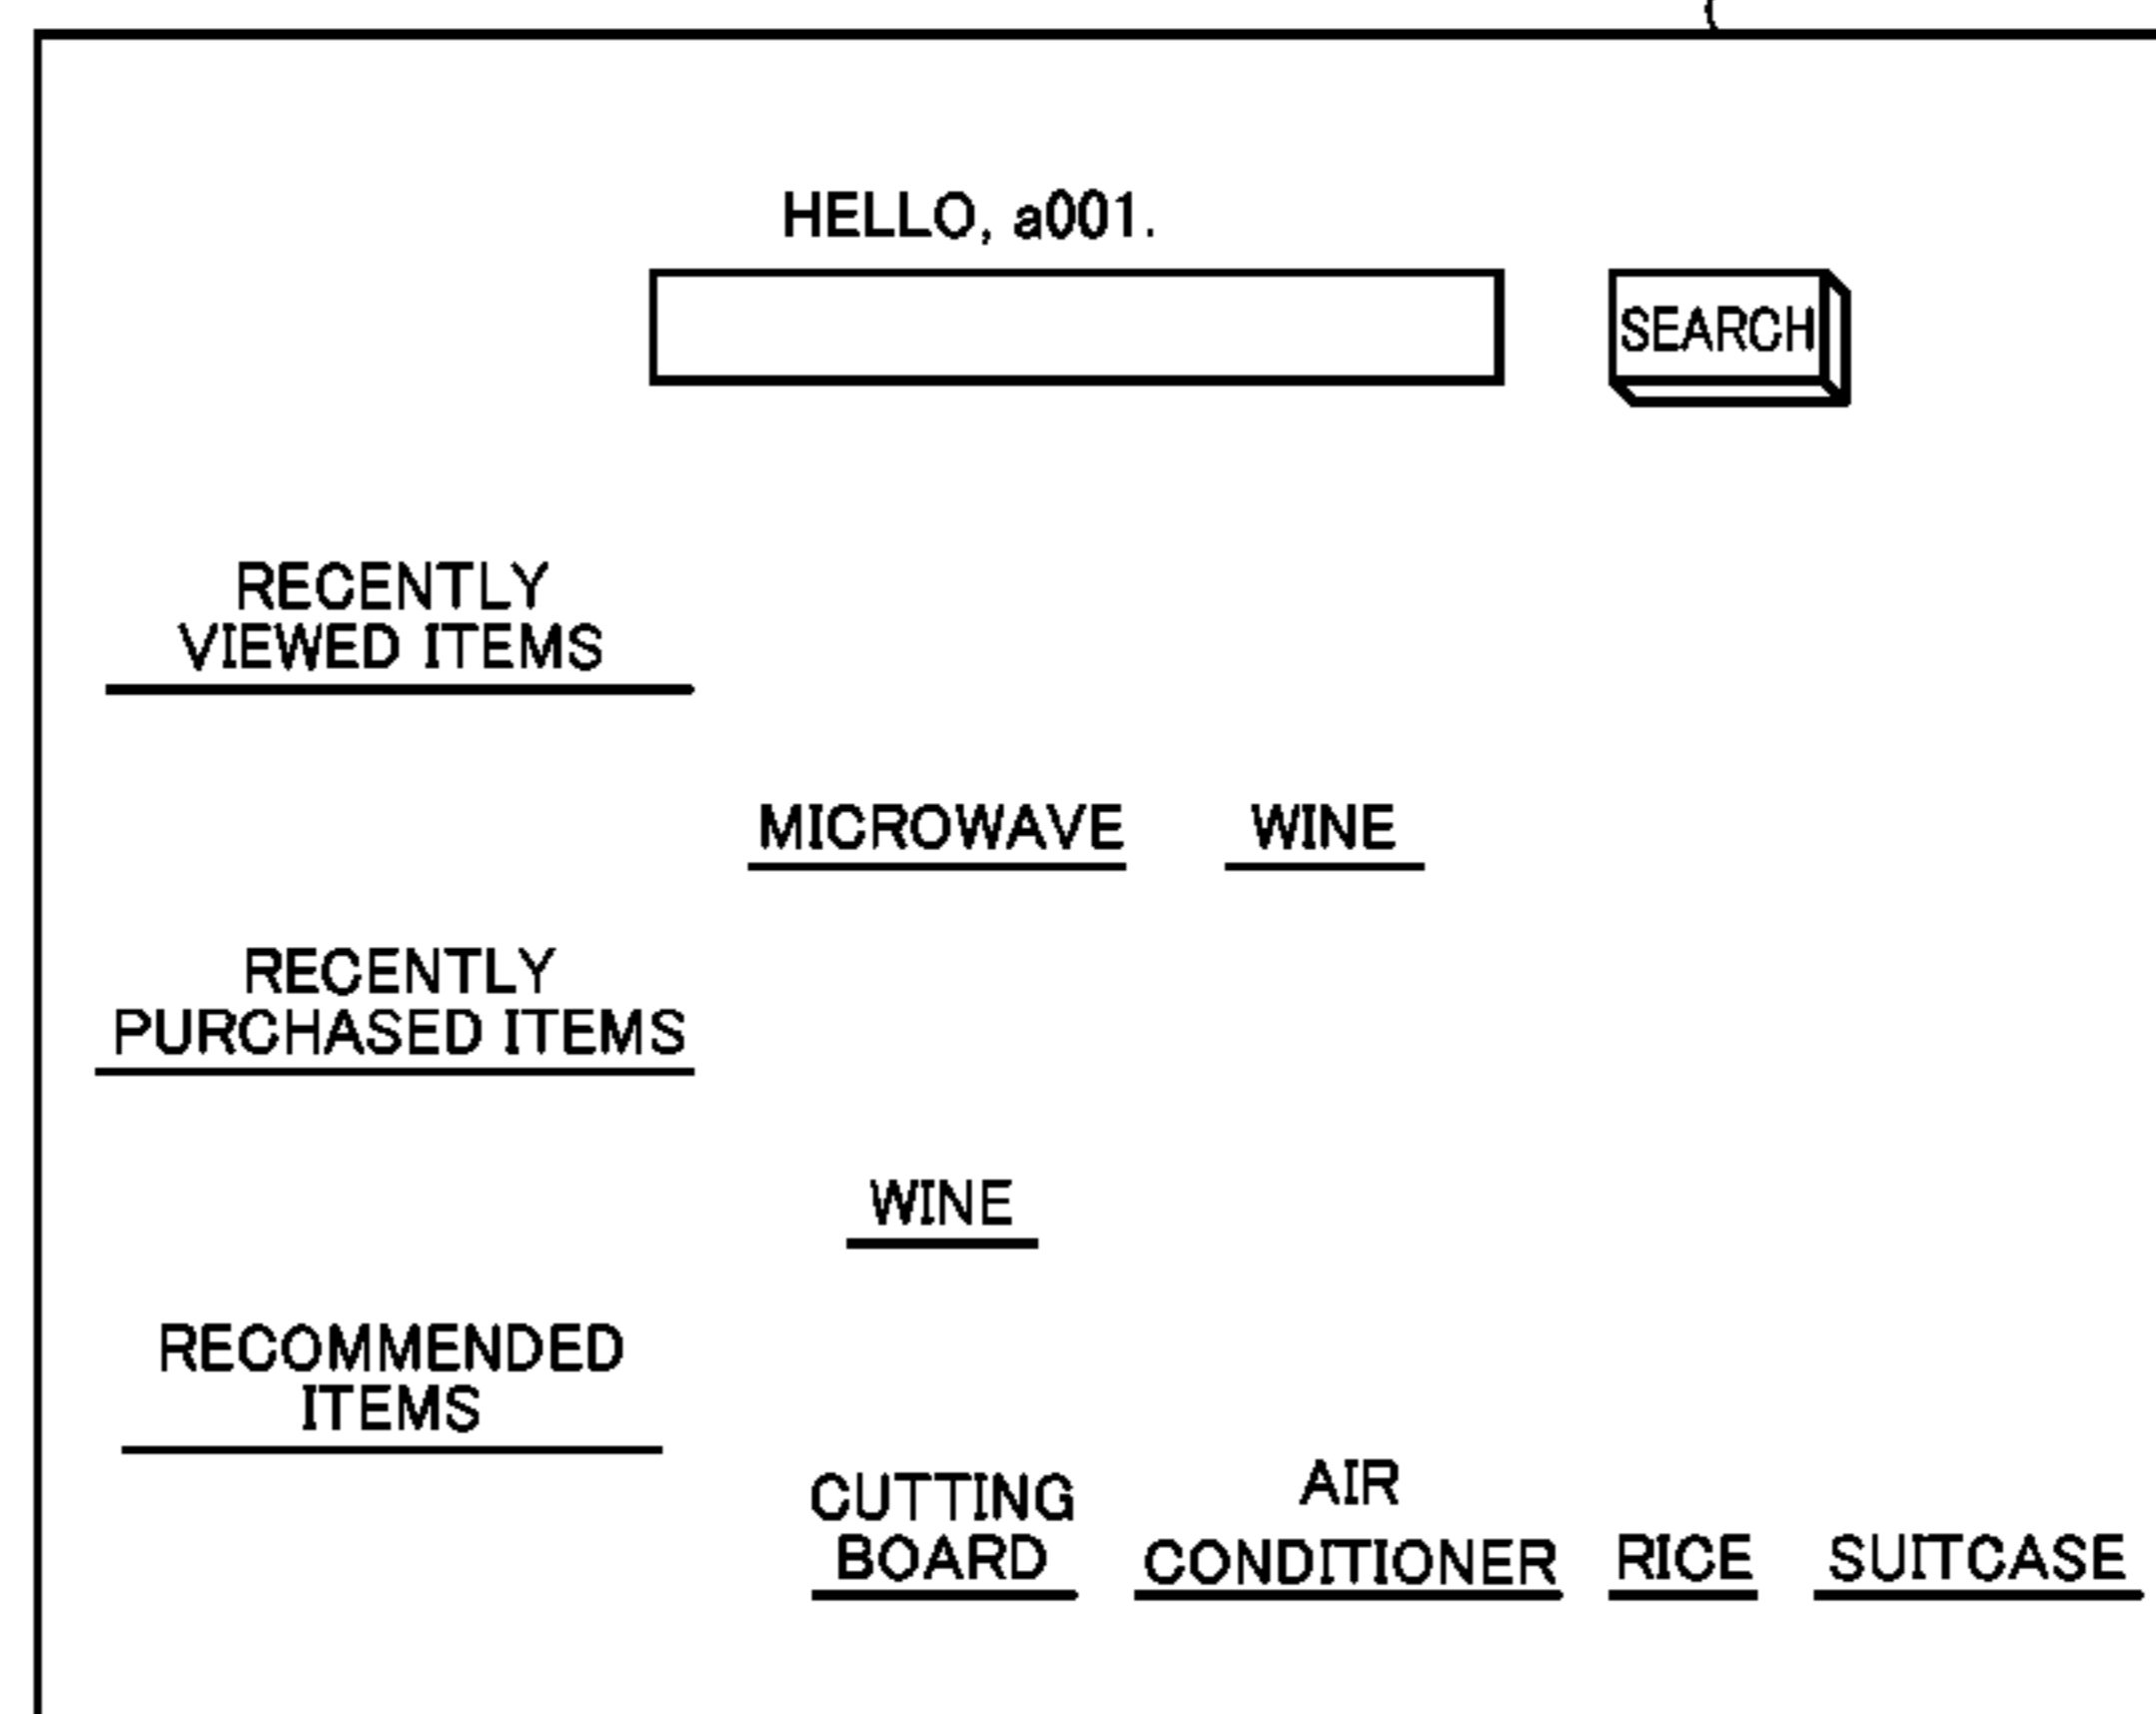 HELLO, a001.
SEARCH
RECENTLY
VIEWED ITEMS
MICROWAVE WINE
RECENTLY
PURCHASED ITEMS
WINE
RECOMMENDED
ITEMS
CUTTING
BOARD
AIR
CONDITIONER
RICE
SUITCASE